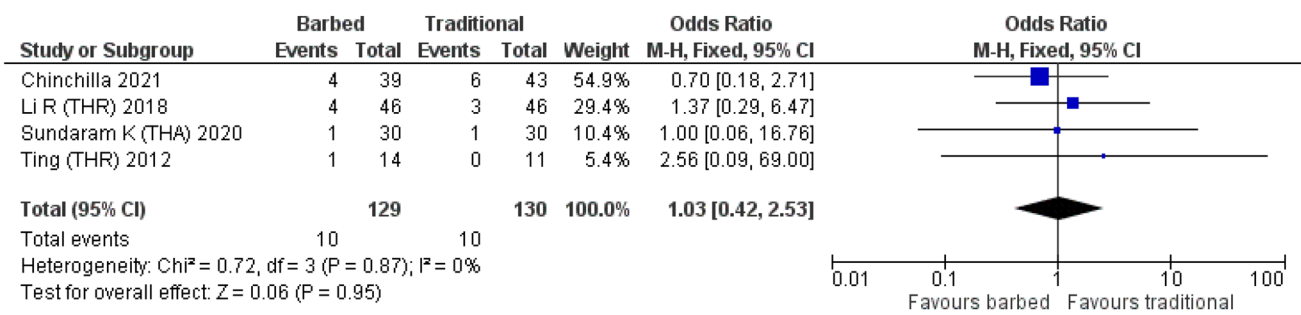 Barbed Traditional Odds Ratio Odds Ratio
Study or Subgroup Events Total Events Total Weight M-H, Fixed, 95% CI M-H, Fixed, 95% CI
Chinchilla 2021 4 39 6 43 54.9% 0.70 [0.18, 2.71]
Li R (THR) 2018 4 46 3 46 29.4% 1.37 [0.29, 6.47]
Sundaram K (THA) 2020 1 30 1 30 10.4% 1.00 [0.06, 16.76]
Ting (THR) 2012 1 14 0 11 5.4% 2.56 [0.09, 69.00]
Total (95% CI) 129 130 100.0% 1.03 [0.42, 2.53]
Total events 10 10
Heterogeneity: Chi² = 0.72, df = 3 (P = 0.87); I² = 0%
Test for overall effect: Z = 0.06 (P = 0.95)
0.01 0.1 1 10 100
Favours barbed Favours traditional